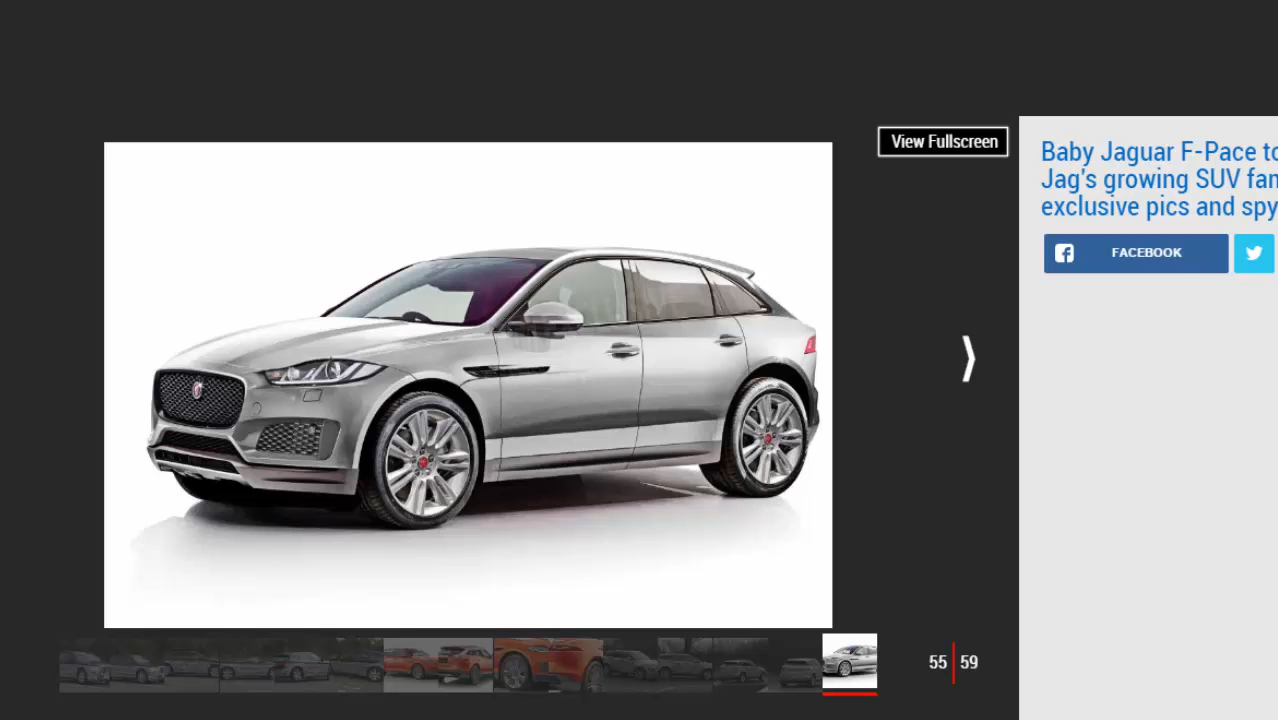 View Fullscreen
Baby Jaguar F-Pace to
Jag's growing SUV fan
exclusive pics and spy
FACEBOOK
55 59